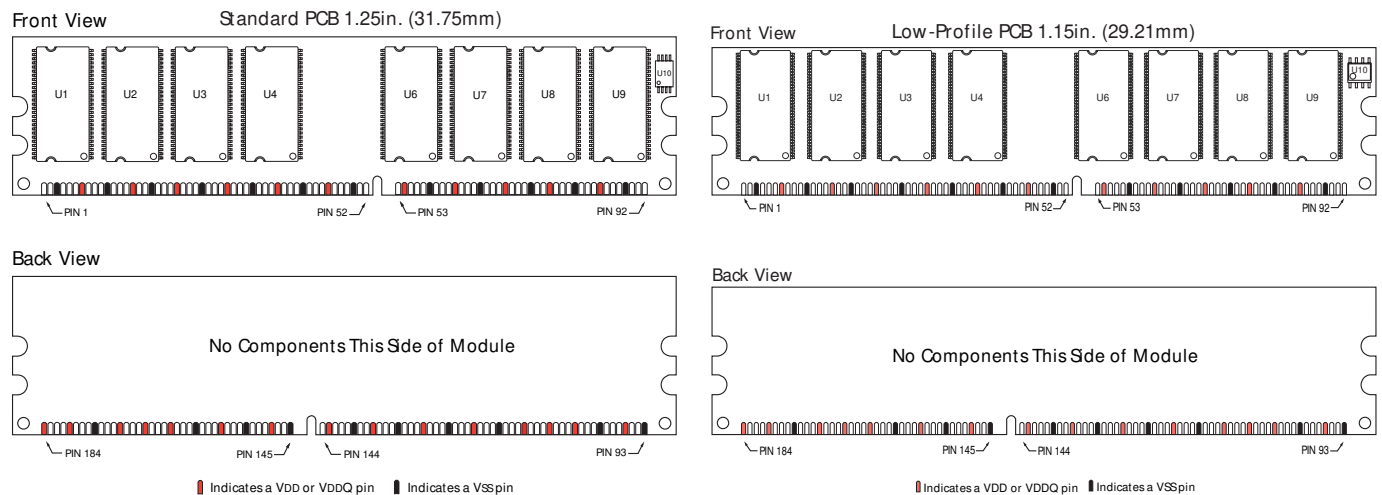 Standard PCB 1.25in. (31.75mm)
Front View
U1 U2 U3 U4 U6 U7 U8 U9 U10
PIN 1 PIN 52 PIN 53 PIN 92
Back View
No Components This Side of Module
PIN 184 PIN 145 PIN 144 PIN 93
Indicates a VDD or VDDQ pin Indicates a VSS pin
Low-Profile PCB 1.15in. (29.21mm)
Front View
U1 U2 U3 U4 U6 U7 U8 U9 U10
PIN 1 PIN 52 PIN 53 PIN 92
Back View
No Components This Side of Module
PIN 184 PIN 145 PIN 144 PIN 93
Indicates a VDD or VDDQ pin Indicates a VSS pin